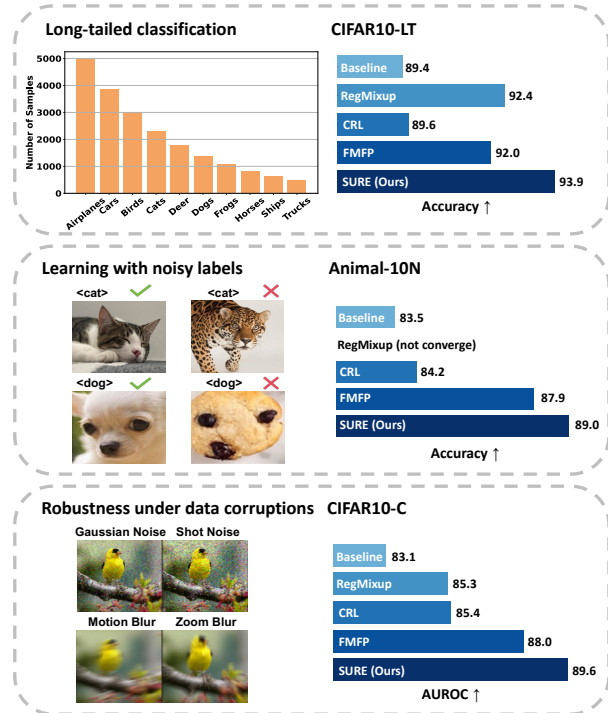 Long-tailed classification
Number of Samples
5000
4000
3000
2000
1000
0
Airplanes
Cars
Birds
Cats
Deer
Dogs
Frogs
Horses
Ships
Trucks
CIFAR10-LT
Baseline 89.4
RegMixup 92.4
CRL 89.6
FMFP 92.0
SURE (Ours) 93.9
Accuracy ↑
Learning with noisy labels
<cat>
<cat>
<dog>
<dog>
Animal-10N
Baseline 83.5
RegMixup (not converge)
CRL 84.2
FMFP 87.9
SURE (Ours) 89.0
Accuracy ↑
Robustness under data corruptions
Gaussian Noise
Shot Noise
Motion Blur
Zoom Blur
CIFAR10-C
Baseline 83.1
RegMixup 85.3
CRL 85.4
FMFP 88.0
SURE (Ours) 89.6
AUROC ↑